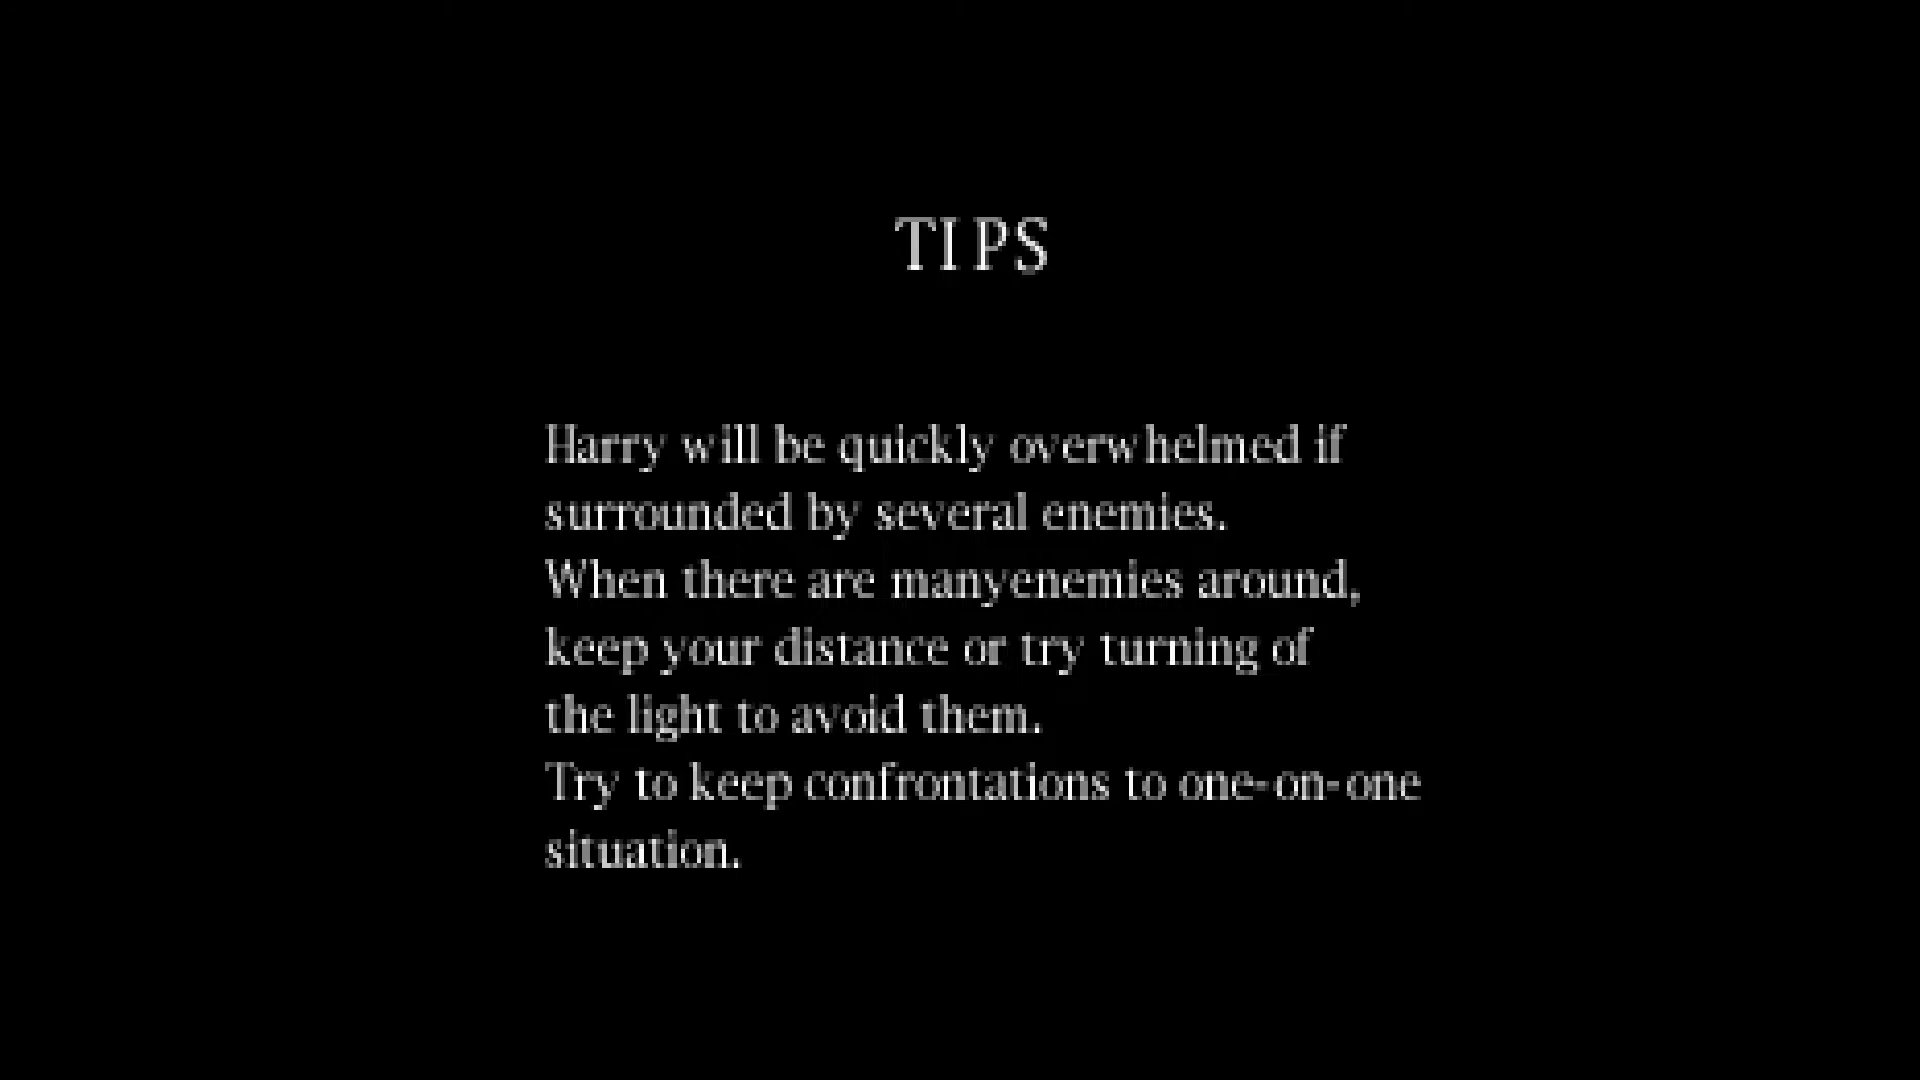 TIPS
Harry will be quickly overwhelmed if
surrounded by several enemies.
When there are manyenemies around,
keep your distance or try turning of
the light to avoid them.
Try to keep confrontations to one-on-one
situation.